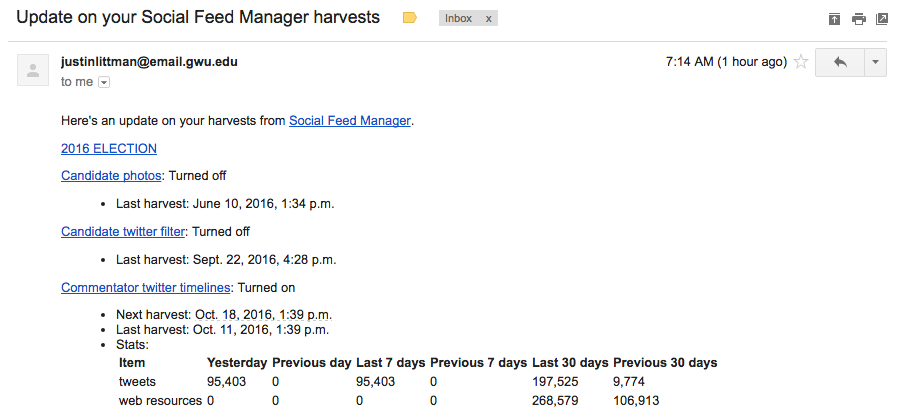 Update on your Social Feed Manager harvests Inbox x
justinlittman@email.gwu.edu 7:14 AM (1 hour ago)
to me
Here's an update on your harvests from Social Feed Manager.
2016 ELECTION
Candidate photos: Turned off
• Last harvest: June 10, 2016, 1:34 p.m.
Candidate twitter filter: Turned off
• Last harvest: Sept. 22, 2016, 4:28 p.m.
Commentator twitter timelines: Turned on
• Next harvest: Oct. 18, 2016, 1:39 p.m.
• Last harvest: Oct. 11, 2016, 1:39 p.m.
• Stats:
Item Yesterday Previous day Last 7 days Previous 7 days Last 30 days Previous 30 days
tweets 95,403 0 95,403 0 197,525 9,774
web resources 0 0 0 0 268,579 106,913